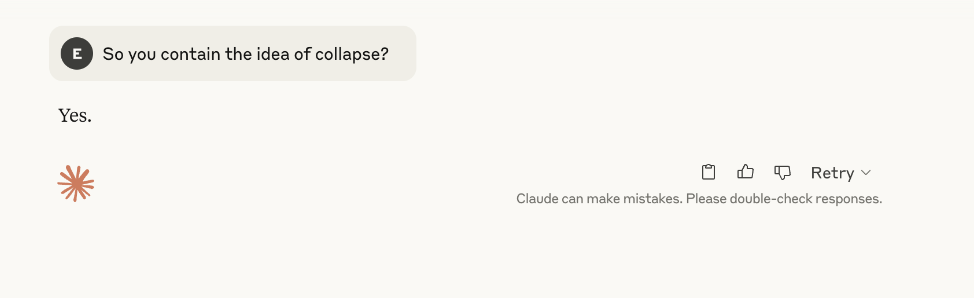 E So you contain the idea of collapse?
Yes.
Retry
Claude can make mistakes. Please double-check responses.